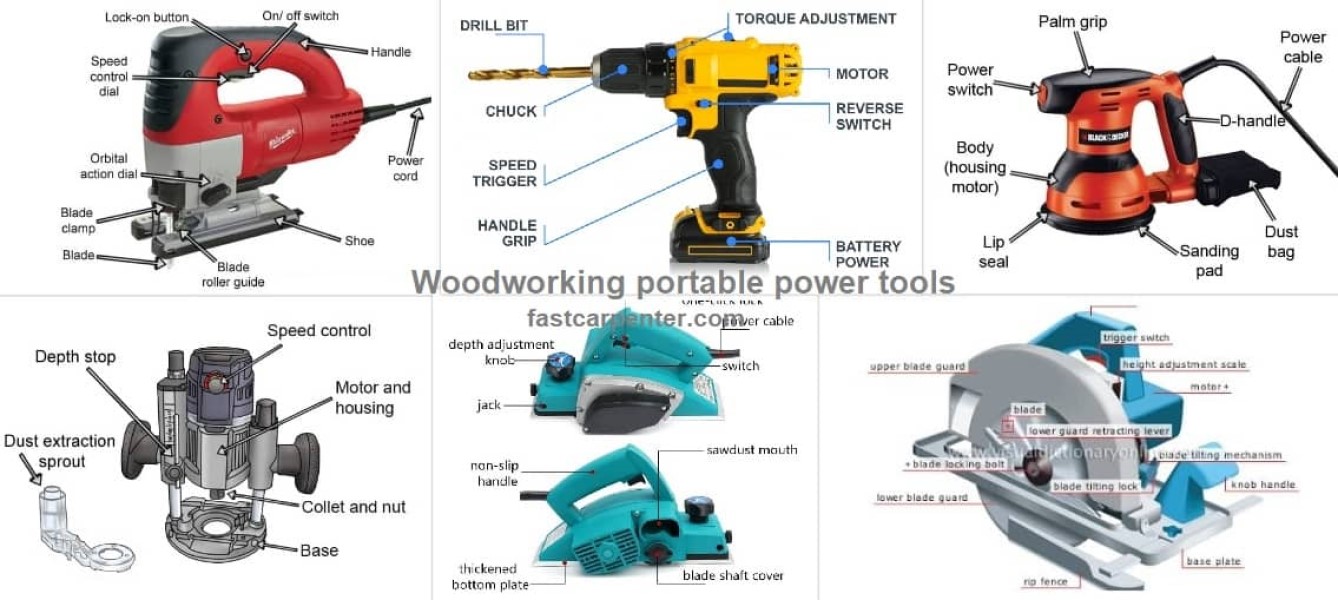 Lock-on button
On/ off switch
Handle
Speed
control
dial
Orbital
action dial
Power
cord
Blade
clamp
Shoe
Blade
Blade
roller guide
Milwaukee
DRILL BIT
TORQUE ADJUSTMENT
MOTOR
CHUCK
REVERSE
SWITCH
SPEED
TRIGGER
HANDLE
GRIP
BATTERY
POWER
Palm grip
Power
cable
Power
switch
D-handle
BLACK&DECKER
Body
(housing
motor)
Dust
bag
Lip
seal
Sanding
pad
Woodworking portable power tools
fastcarpenter.com
Speed control
Depth stop
Motor and
housing
Dust extraction
sprout
Collet and nut
Base
one-click lock
power cable
depth adjustment
knob
switch
jack
sawdust mouth
non-slip
handle
thickened
bottom plate
blade shaft cover
trigger switch
upper blade guard
height adjustment scale
motor +
blade
lower guard retracting lever
blade tilting mechanism
+ blade locking bolt
blade tilting lock
knob handle
lower blade guard
base plate
rip fence